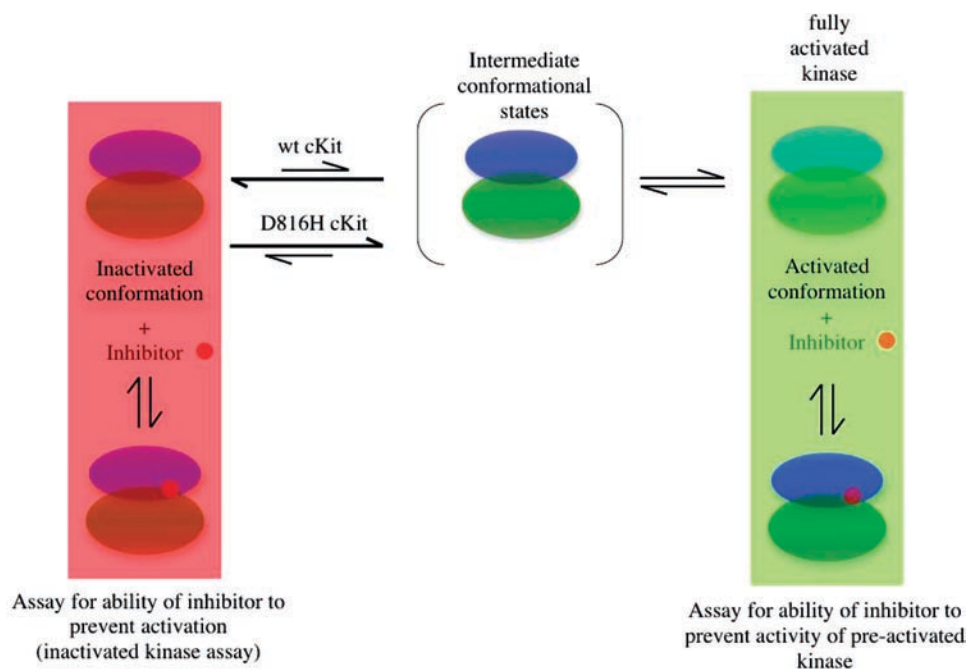 fully
activated
kinase
Intermediate
conformational
states
wt cKit
D816H cKit
Inactivated
conformation
+
Inhibitor
Activated
conformation
+
Inhibitor
Assay for ability of inhibitor to
prevent activation
(inactivated kinase assay)
Assay for ability of inhibitor to
prevent activity of pre-activated
kinase